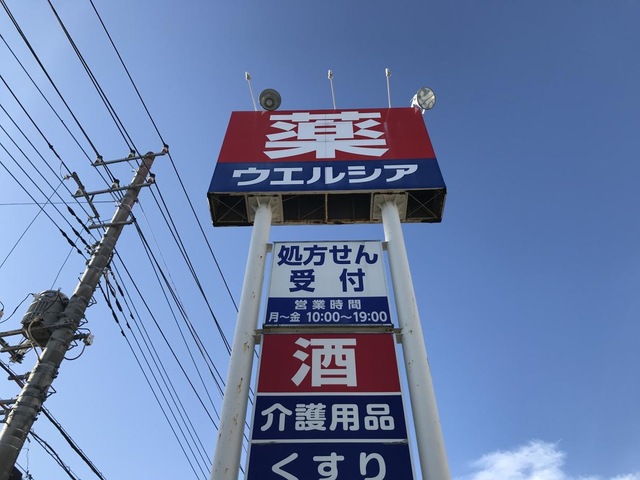 薬
ウエルシア
処方せん
受付
営業時間
月～金 10:00～19:00
酒
介護用品
くすり